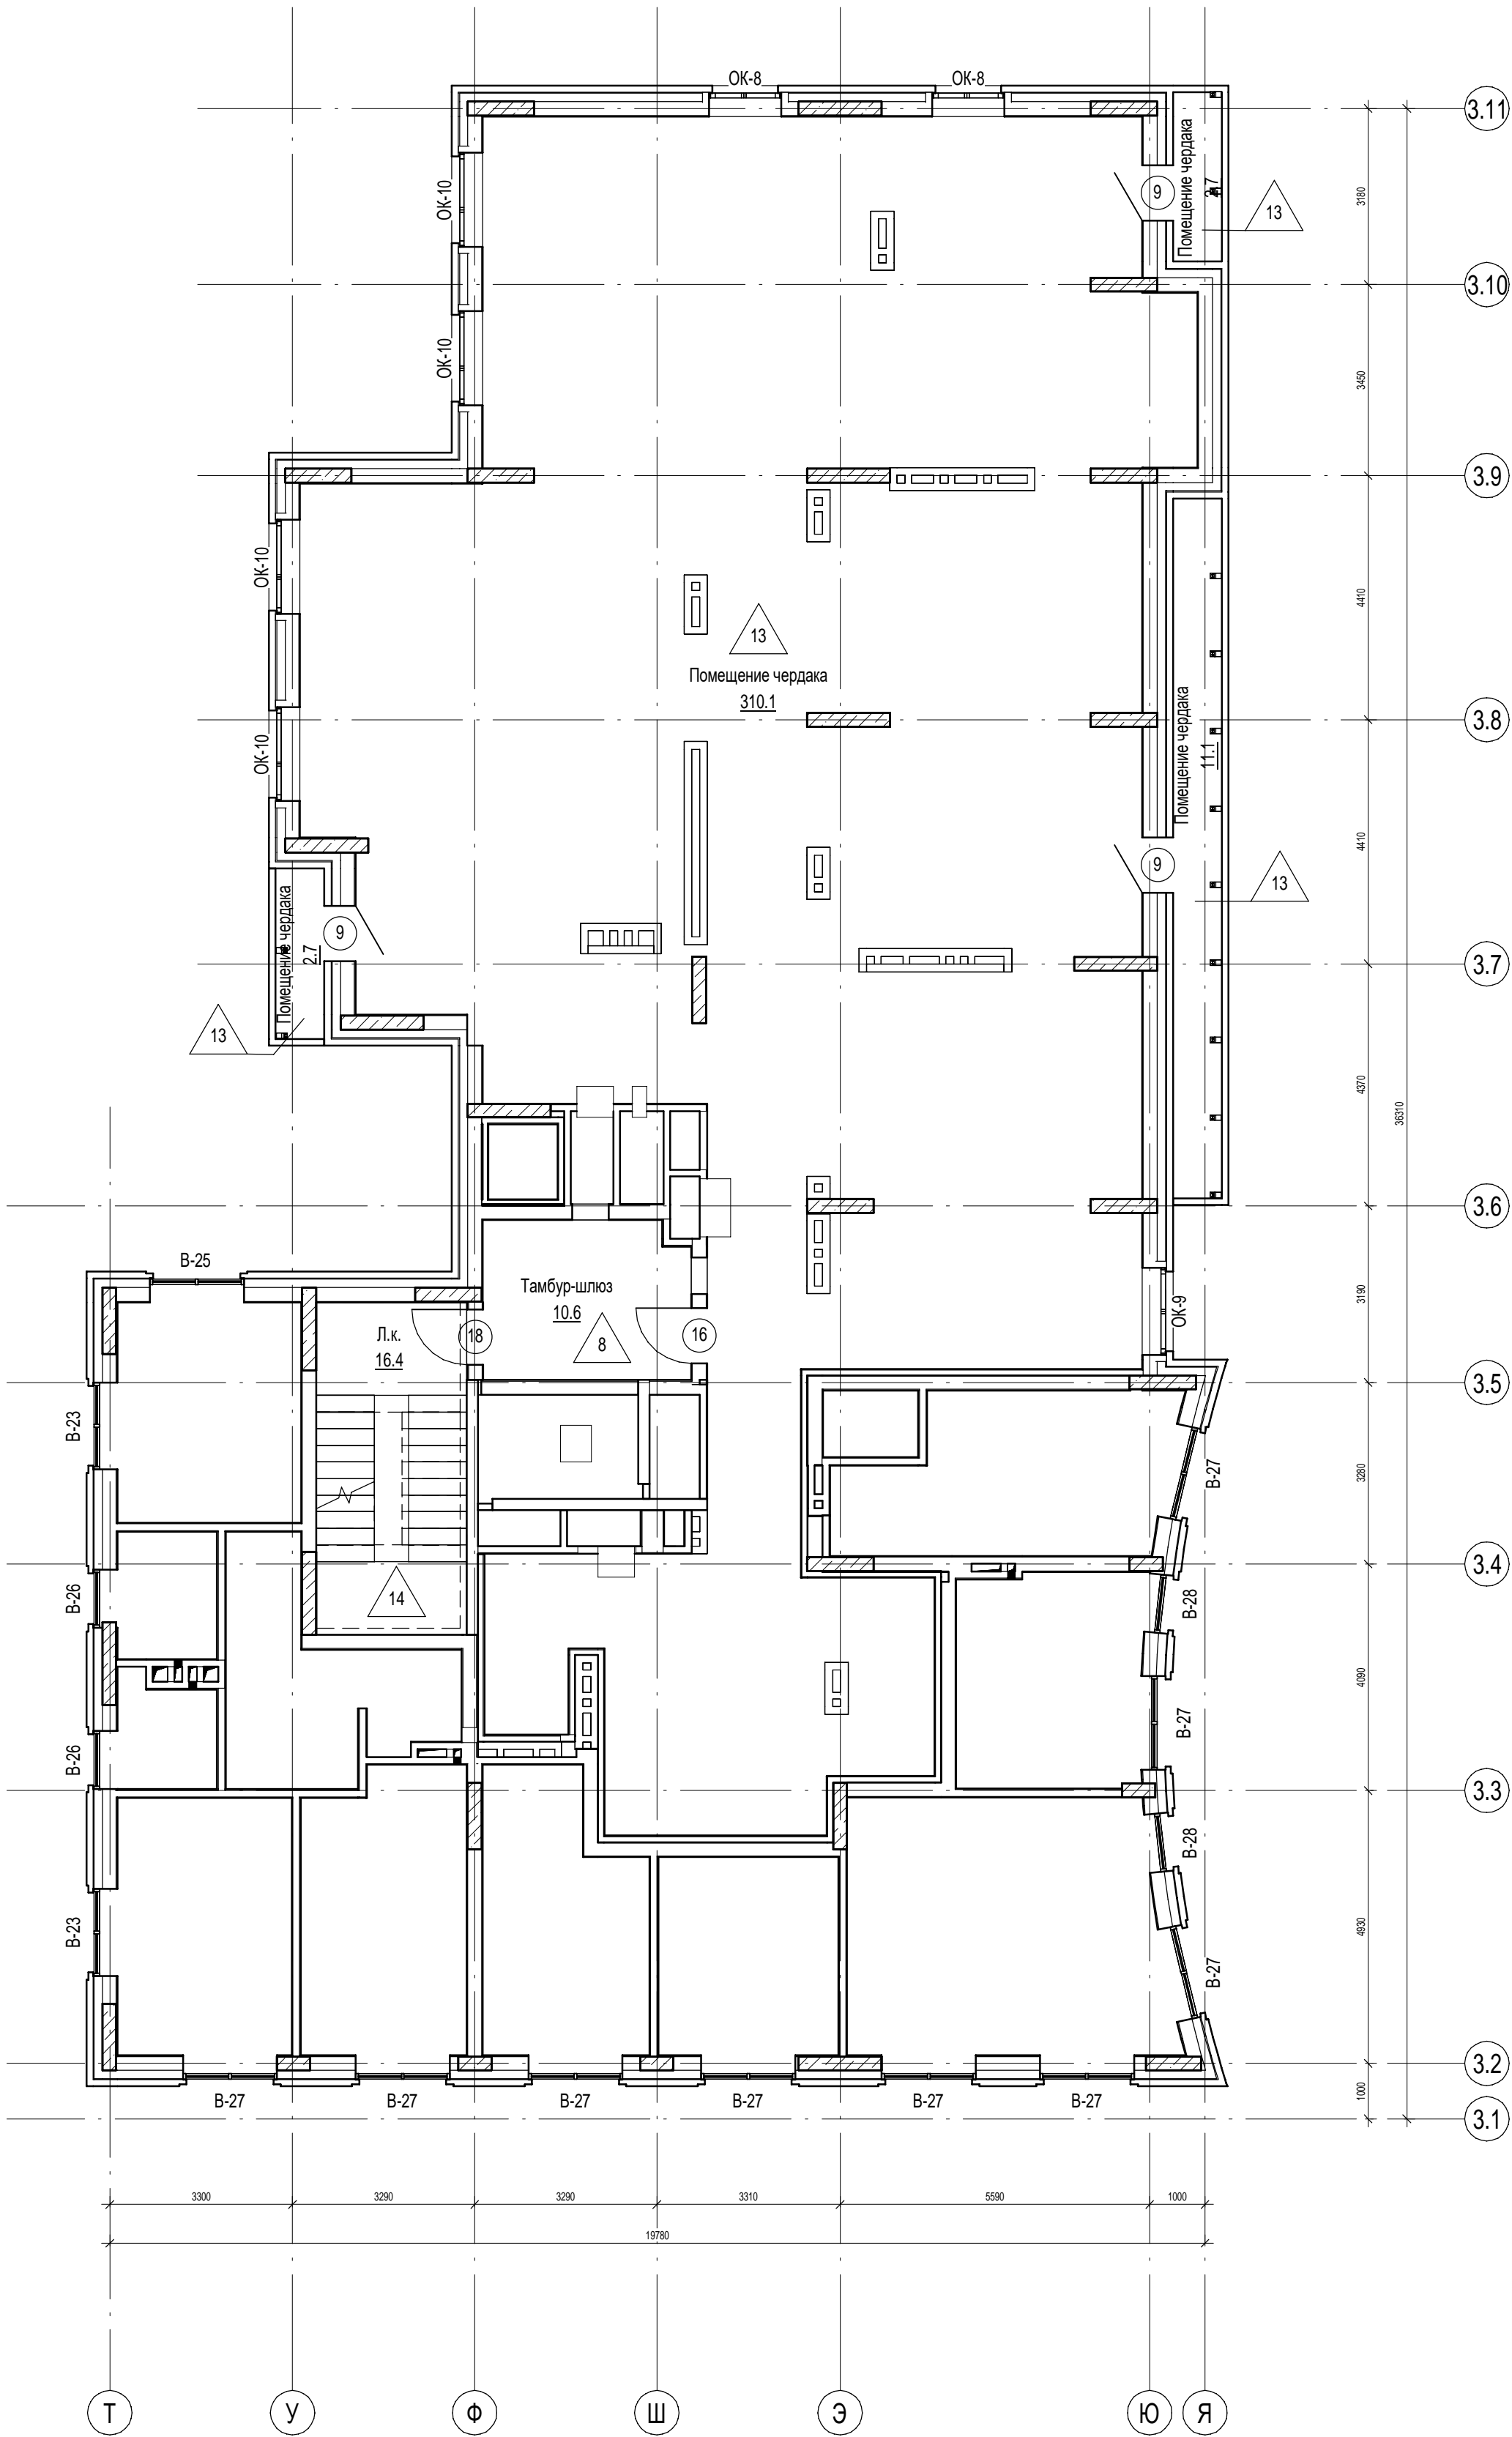 ОК-8
ОК-8
3.11
Помещение чердака
2.7
9
13
3180
ОК-10
3.10
ОК-10
3450
3.9
ОК-10
4410
36310
13
Помещение чердака
310.1
3.8
ОК-10
Помещение чердака
11.1
4410
9
13
Помещение чердака
2.7
9
3.7
13
4370
3.6
В-25
Тамбур-шлюз
10.6
8
Л.к.
16.4
18
16
ОК-9
3190
3.5
В-23
В-27
3280
3.4
14
В-26
В-28
4090
В-26
В-27
3.3
В-28
В-23
В-27
4930
3.2
В-27
В-27
В-27
В-27
В-27
В-27
1000
3.1
3300
3290
3290
3310
5590
1000
19780
Т
У
Ф
Ш
Э
Ю
Я